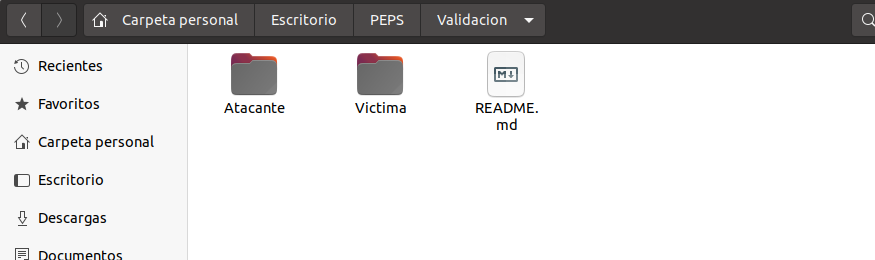 Carpeta personal Escritorio PEPS Validacion
Recientes
Favoritos
Carpeta personal
Escritorio
Descargas
Documentos
Atacante Victima README.
md
M